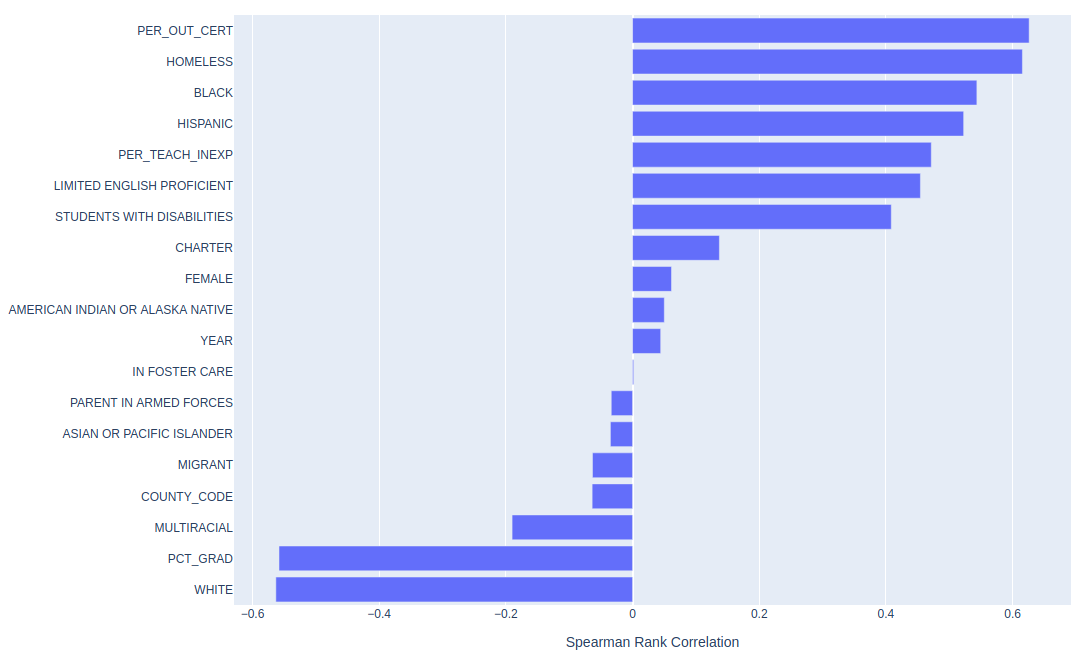 PER_OUT_CERT
HOMELESS
BLACK
HISPANIC
PER_TEACH_INEXP
LIMITED ENGLISH PROFICIENT
STUDENTS WITH DISABILITIES
CHARTER
FEMALE
AMERICAN INDIAN OR ALASKA NATIVE
YEAR
IN FOSTER CARE
PARENT IN ARMED FORCES
ASIAN OR PACIFIC ISLANDER
MIGRANT
COUNTY_CODE
MULTIRACIAL
PCT_GRAD
WHITE
−0.6 −0.4 −0.2 0 0.2 0.4 0.6
Spearman Rank Correlation